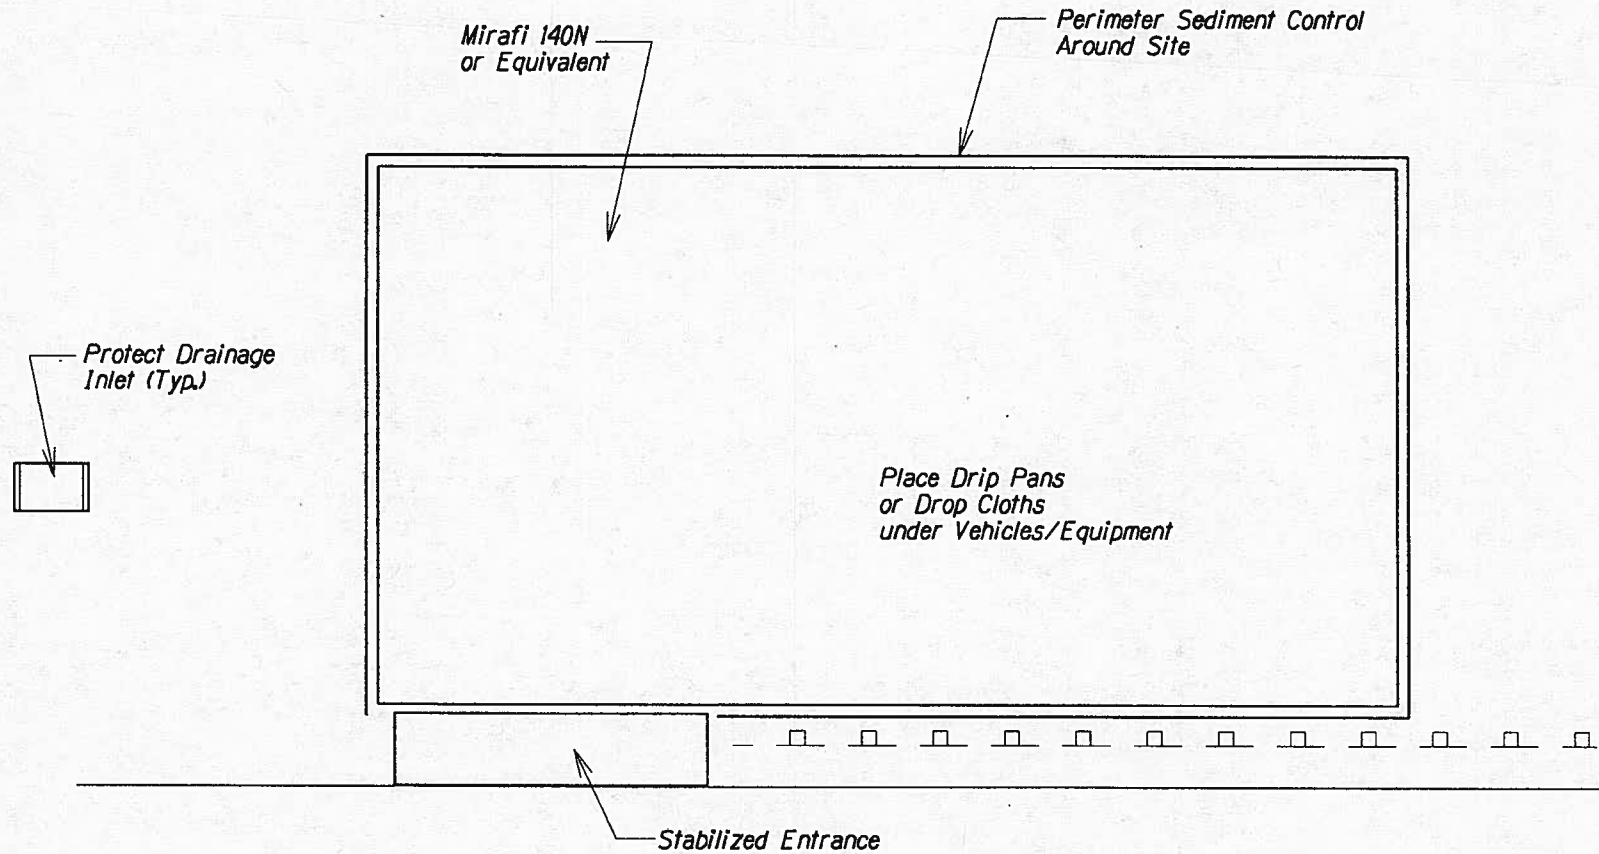 Mirafi 140N
or Equivalent
Perimeter Sediment Control
Around Site
Protect Drainage
Inlet (Typ.)
Place Drip Pans
or Drop Cloths
under Vehicles/Equipment
Stabilized Entrance